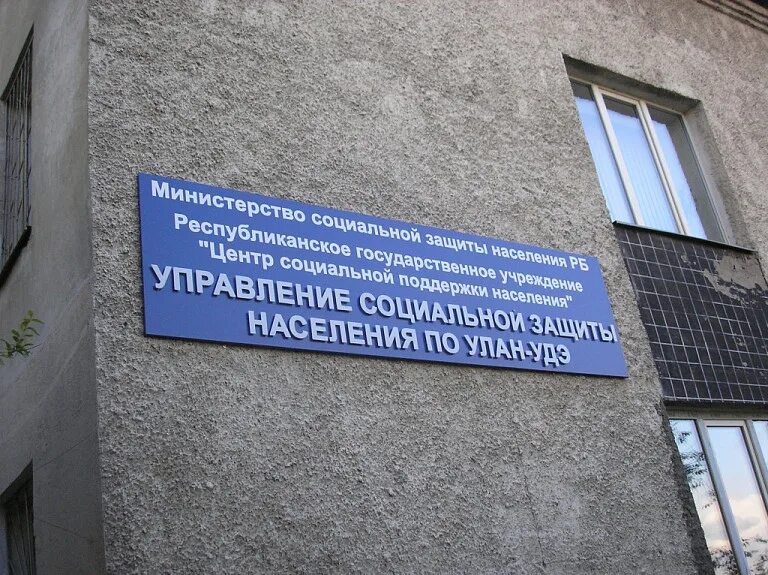 Министерство социальной защиты населения РБ
Республиканское государственное учреждение
"Центр социальной поддержки населения"
УПРАВЛЕНИЕ СОЦИАЛЬНОЙ ЗАЩИТЫ
НАСЕЛЕНИЯ ПО УЛАН-УДЭ